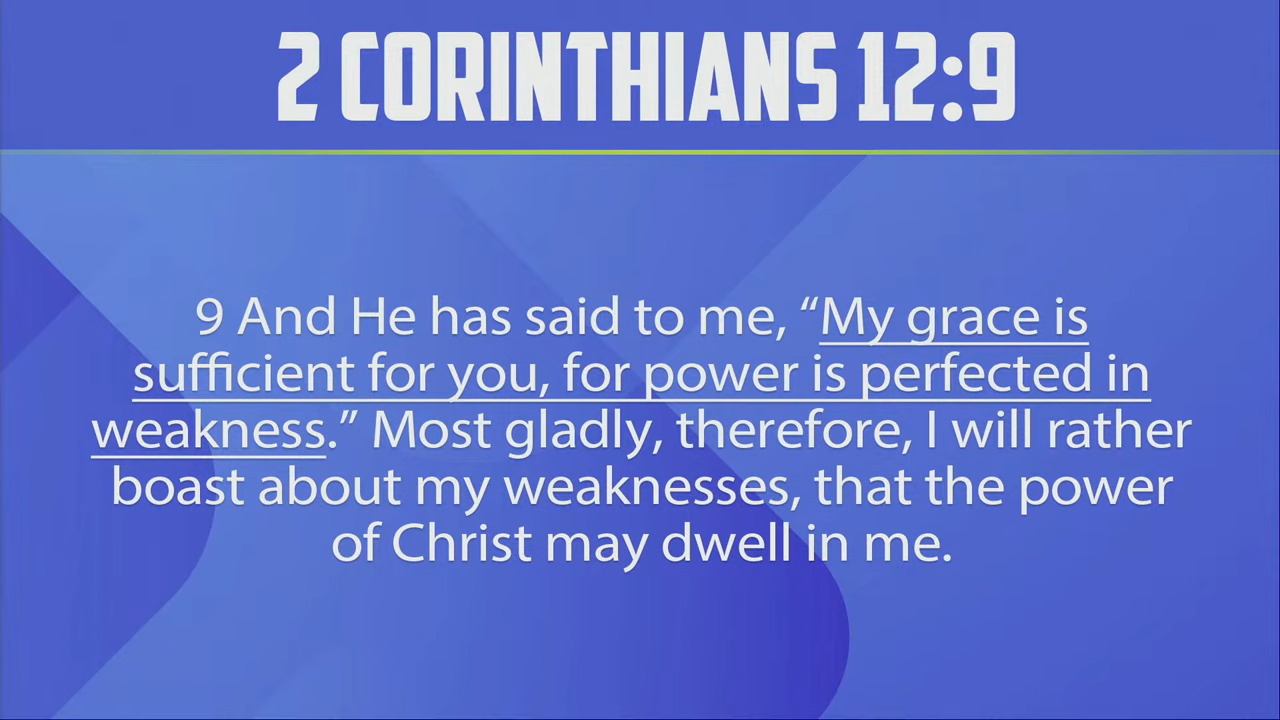 2 CORINTHIANS 12:9
9 And He has said to me, “My grace is
sufficient for you, for power is perfected in
weakness.” Most gladly, therefore, I will rather
boast about my weaknesses, that the power
of Christ may dwell in me.